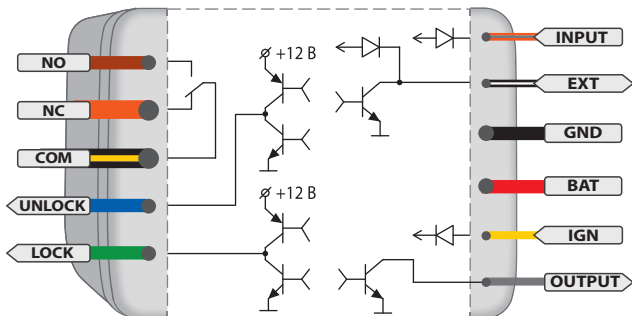 NO
NC
COM
UNLOCK
LOCK
+12 В
+12 В
INPUT
EXT
GND
BAT
IGN
OUTPUT